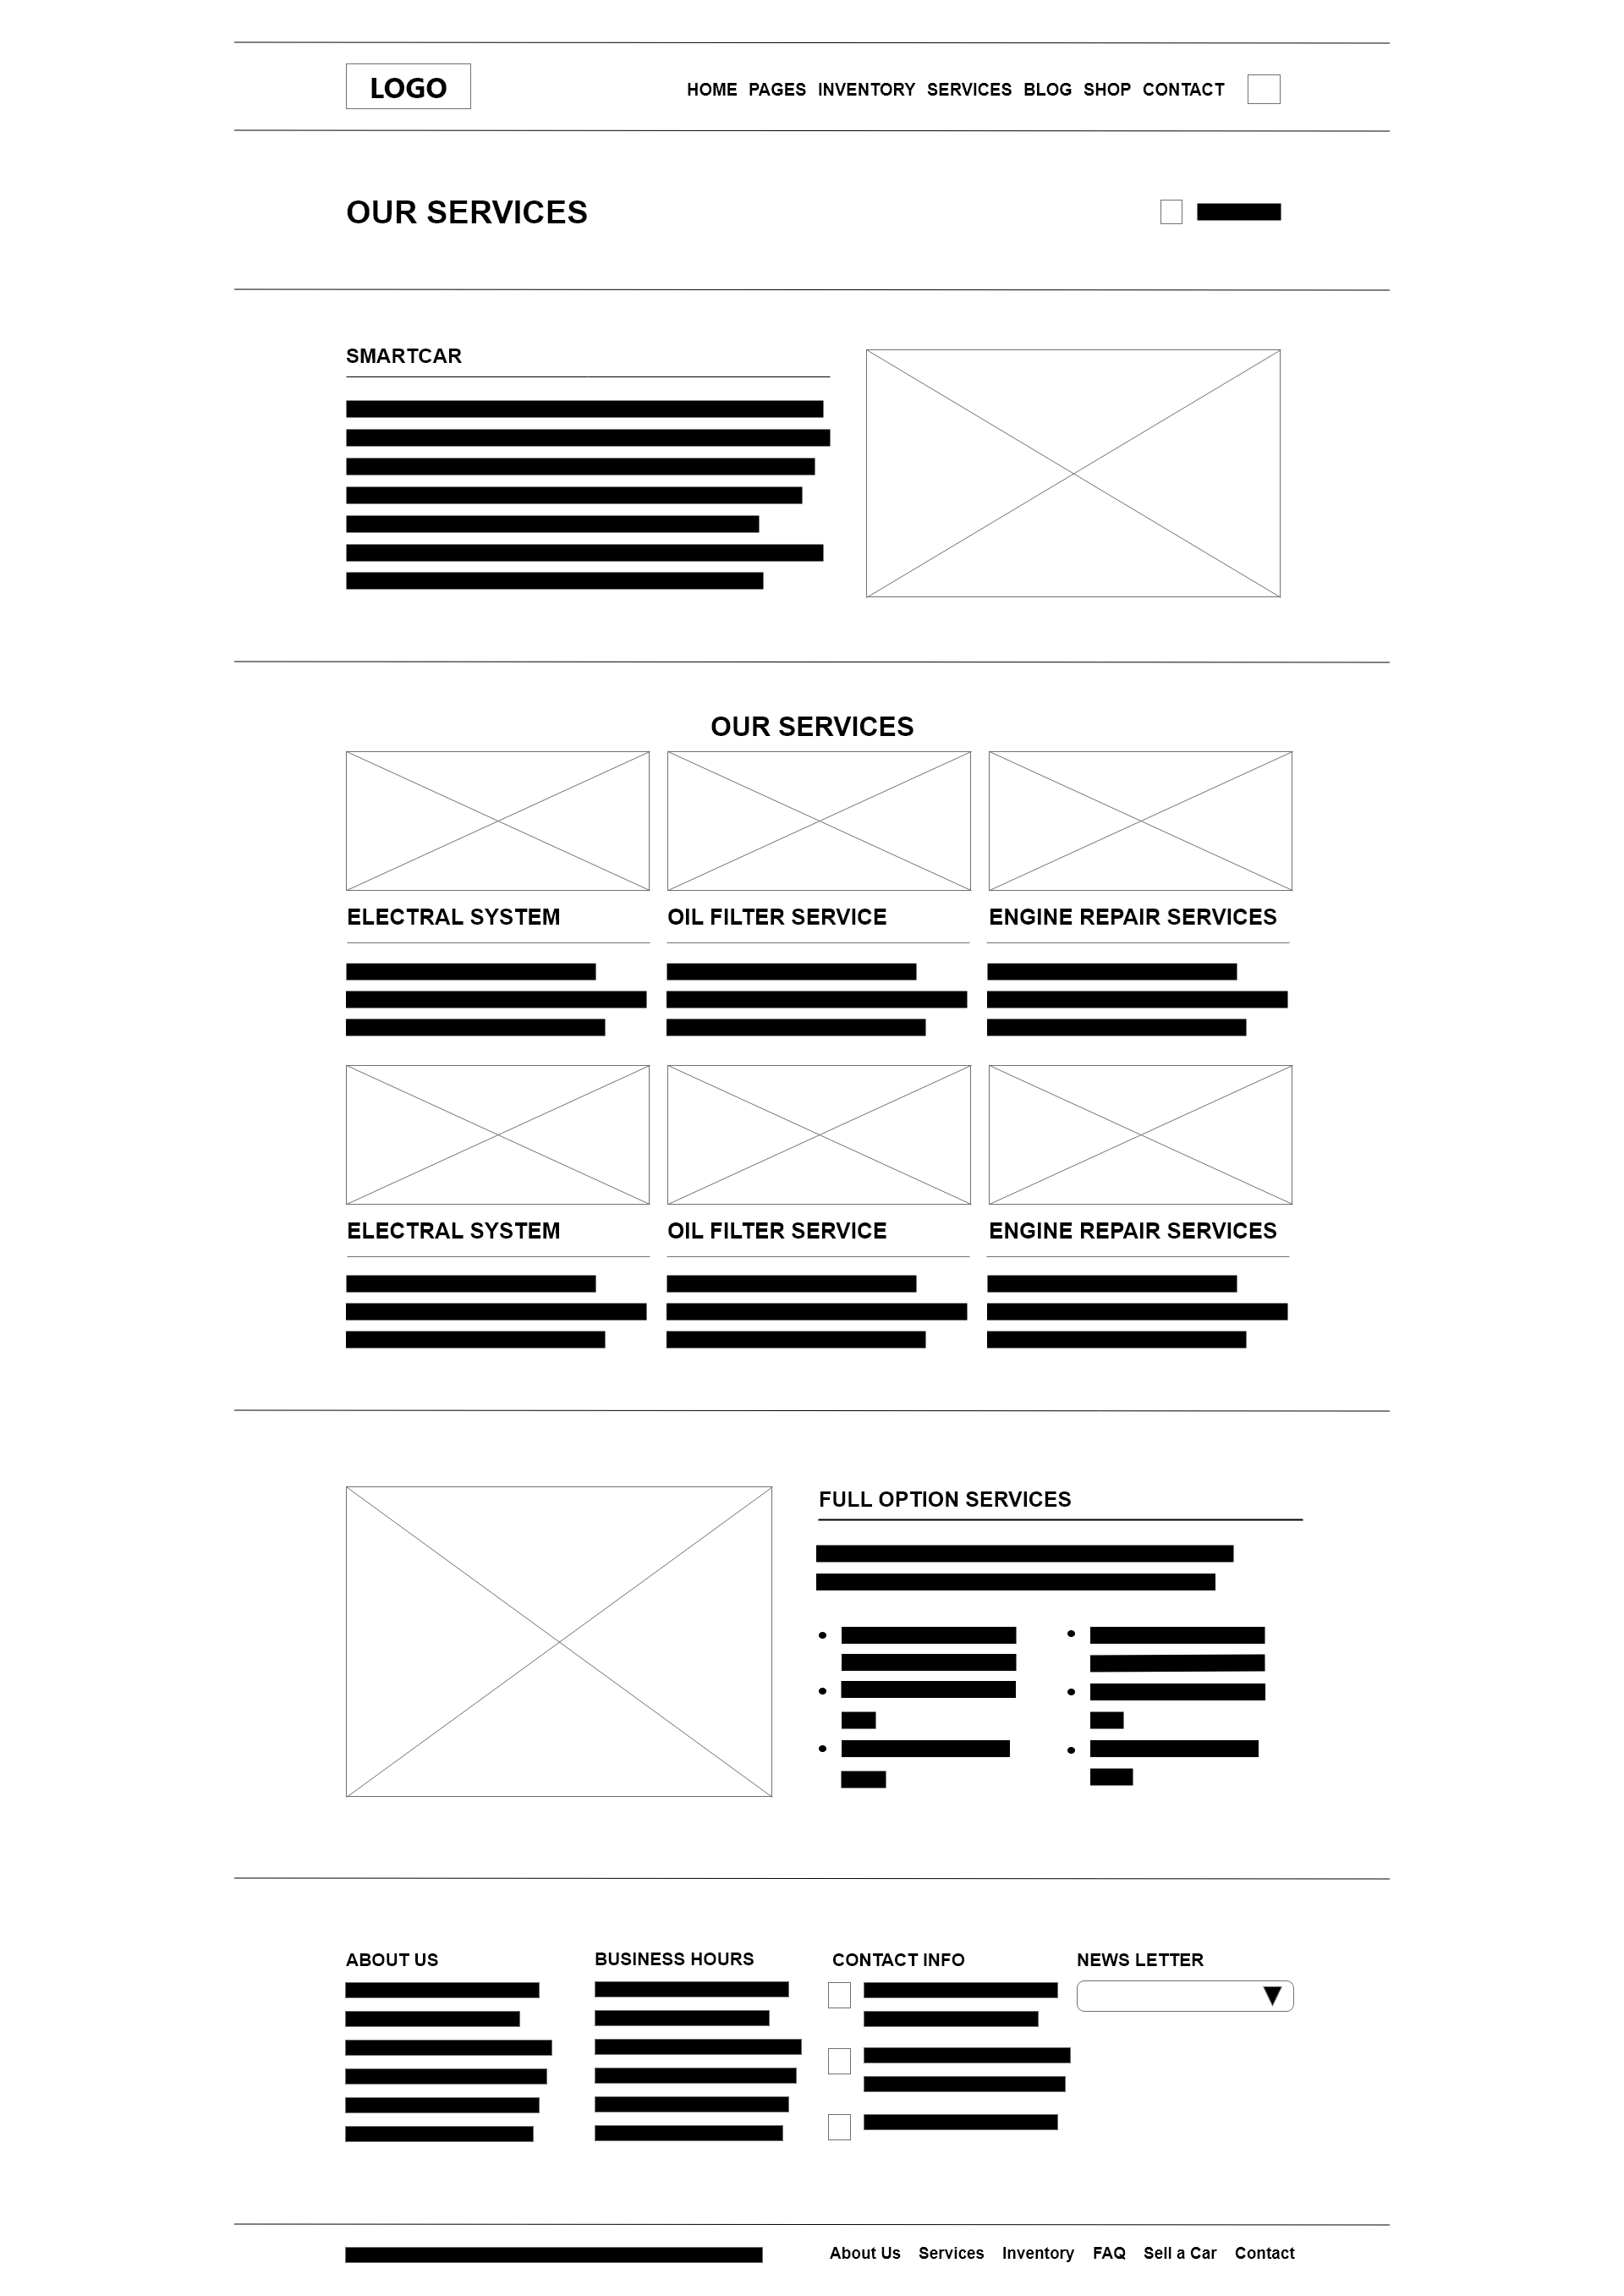 LOGO
HOME PAGES INVENTORY SERVICES BLOG SHOP CONTACT
OUR SERVICES
SMARTCAR
OUR SERVICES
ELECTRAL SYSTEM
OIL FILTER SERVICE
ENGINE REPAIR SERVICES
ELECTRAL SYSTEM
OIL FILTER SERVICE
ENGINE REPAIR SERVICES
FULL OPTION SERVICES
ABOUT US
BUSINESS HOURS
CONTACT INFO
NEWS LETTER
About Us Services Inventory FAQ Sell a Car Contact